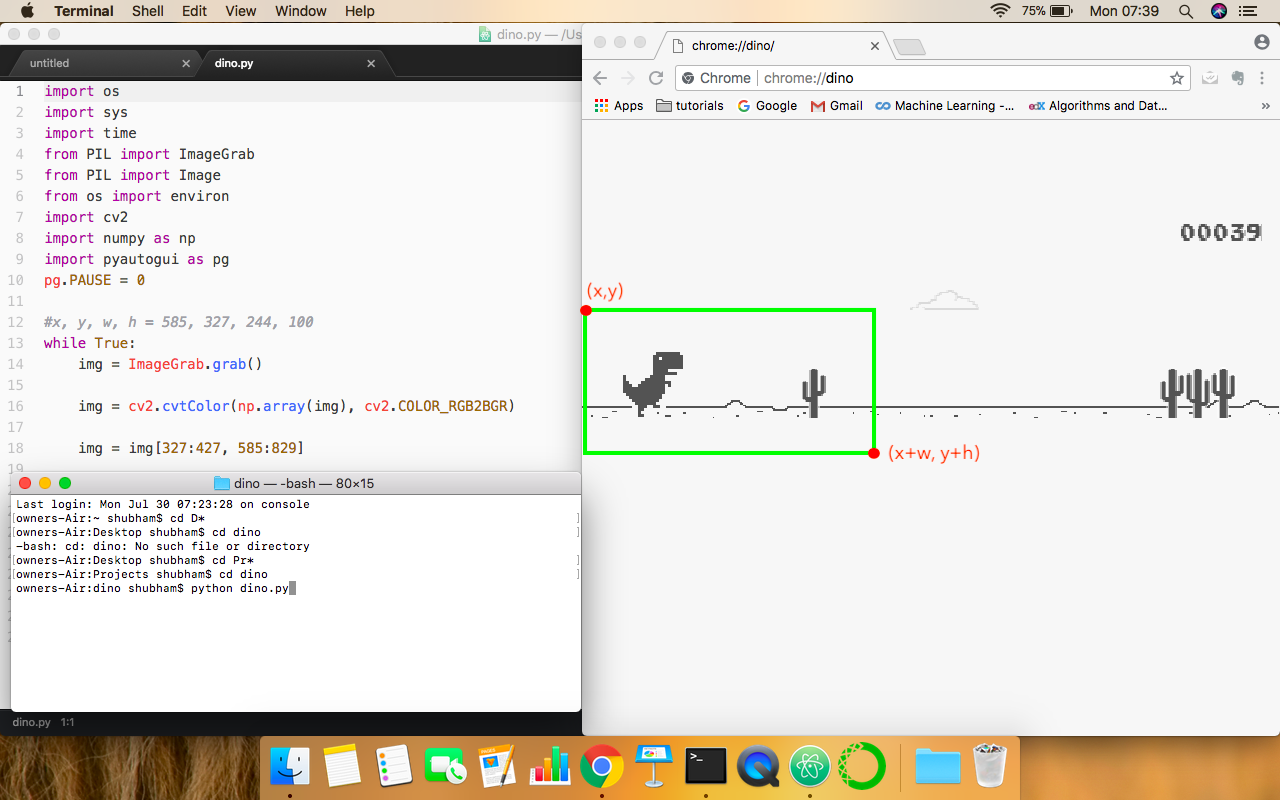 Terminal Shell Edit View Window Help 75% Mon 07:39
dino.py — /Us
untitled
dino.py
1 import os
2 import sys
3 import time
4 from PIL import ImageGrab
5 from PIL import Image
6 from os import environ
7 import cv2
8 import numpy as np
9 import pyautogui as pg
10 pg.PAUSE = 0
11
12 #x, y, w, h = 585, 327, 244, 100
13 while True:
14 img = ImageGrab.grab()
15
16 img = cv2.cvtColor(np.array(img), cv2.COLOR_RGB2BGR)
17
18 img = img[327:427, 585:829]
19
dino — -bash — 80×15
Last login: Mon Jul 30 07:23:28 on console
[owners-Air:~ shubham$ cd D* ]
[owners-Air:Desktop shubham$ cd dino ]
-bash: cd: dino: No such file or directory
[owners-Air:Desktop shubham$ cd Pr* ]
[owners-Air:Projects shubham$ cd dino ]
owners-Air:dino shubham$ python dino.py
dino.py 1:1
chrome://dino/
Chrome | chrome://dino
Apps tutorials Google Gmail Machine Learning -... edX Algorithms and Dat... »
00039
(x,y)
(x+w, y+h)
PAGES
>_